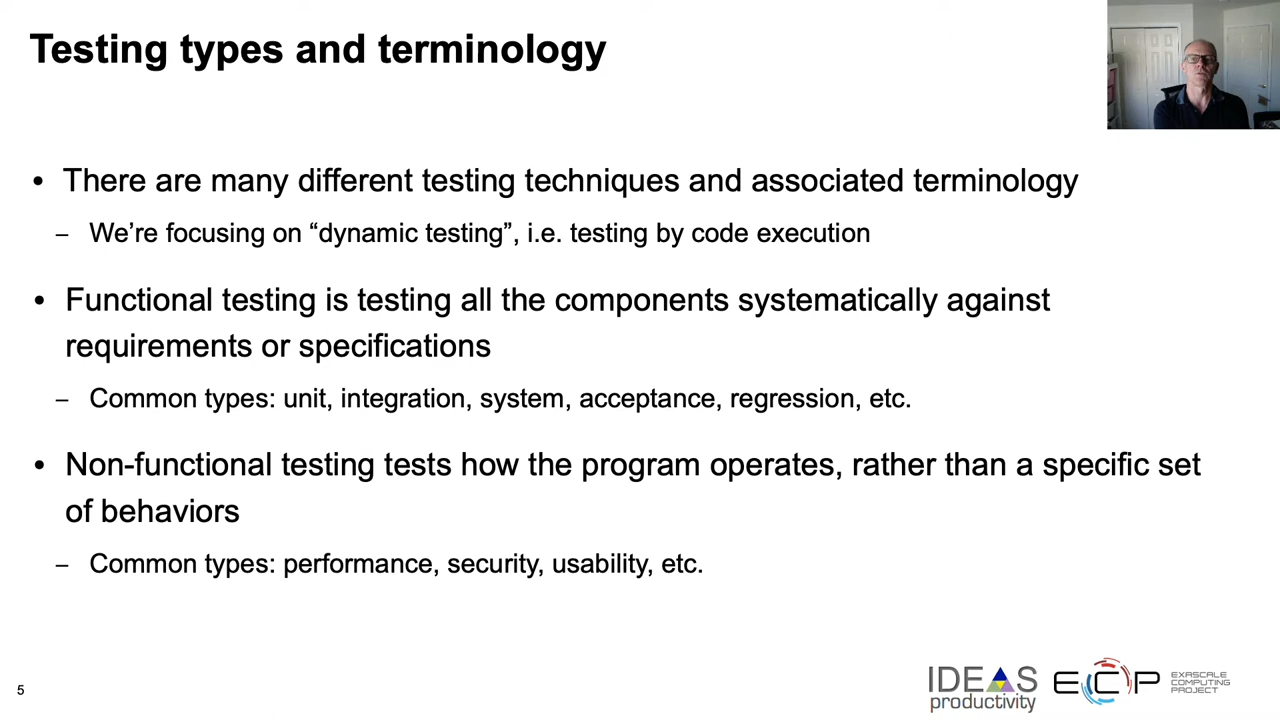 Testing types and terminology
• There are many different testing techniques and associated terminology
– We’re focusing on “dynamic testing”, i.e. testing by code execution
• Functional testing is testing all the components systematically against
requirements or specifications
– Common types: unit, integration, system, acceptance, regression, etc.
• Non-functional testing tests how the program operates, rather than a specific set
of behaviors
– Common types: performance, security, usability, etc.
5
IDEAS
productivity
ECP
EXASCALE
COMPUTING
PROJECT